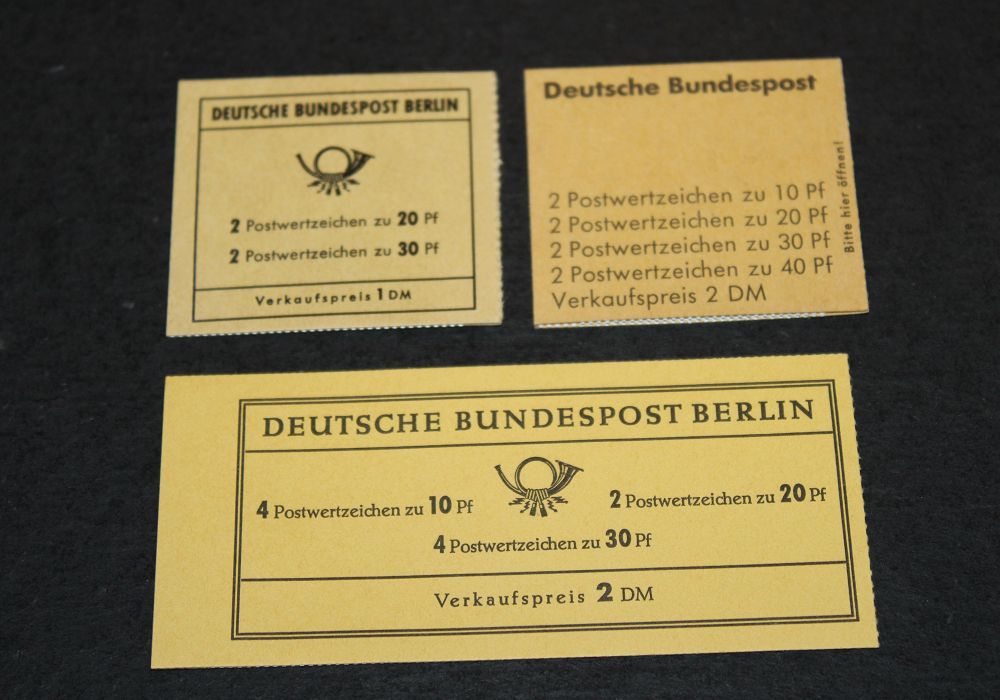 DEUTSCHE BUNDESPOST BERLIN
2 Postwertzeichen zu 20 Pf
2 Postwertzeichen zu 30 Pf
Verkaufspreis 1 DM
Deutsche Bundespost
2 Postwertzeichen zu 10 Pf
2 Postwertzeichen zu 20 Pf
2 Postwertzeichen zu 30 Pf
2 Postwertzeichen zu 40 Pf
Verkaufspreis 2 DM
Bitte hier öffnen!
DEUTSCHE BUNDESPOST BERLIN
4 Postwertzeichen zu 10 Pf 2 Postwertzeichen zu 20 Pf
4 Postwertzeichen zu 30 Pf
Verkaufspreis 2 DM